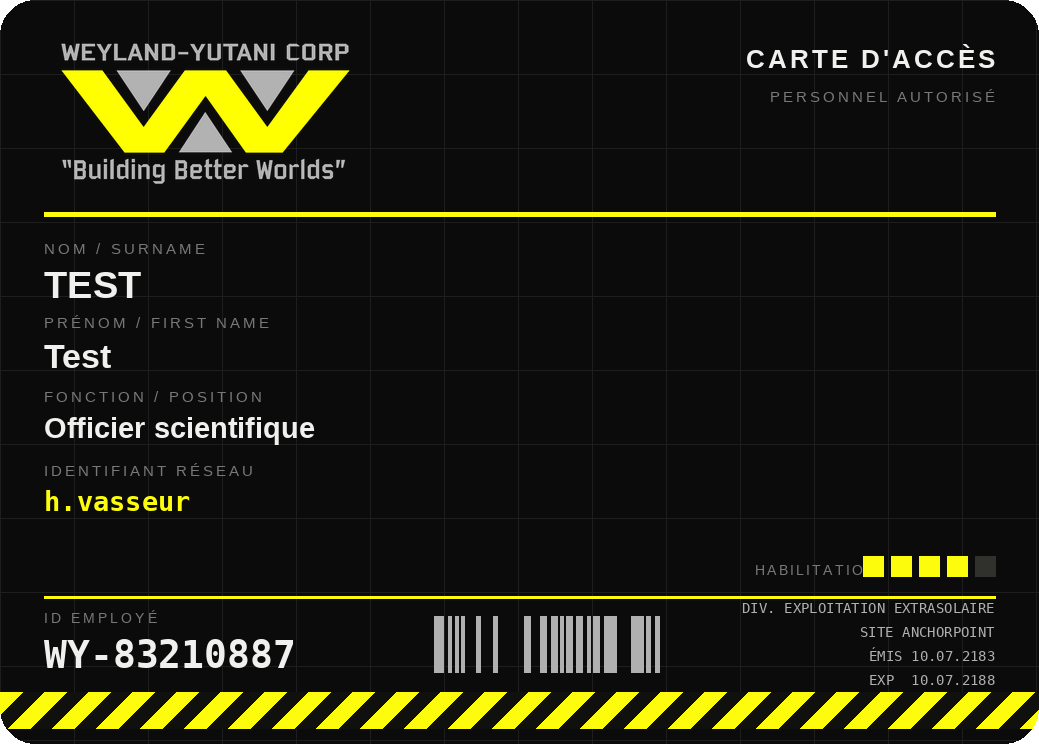 WEYLAND-YUTANI CORP
"Building Better Worlds"
CARTE D'ACCÈS
PERSONNEL AUTORISÉ
NOM / SURNAME
TEST
PRÉNOM / FIRST NAME
Test
FONCTION / POSITION
Officier scientifique
IDENTIFIANT RÉSEAU
h.vasseur
HABILITATIO
ID EMPLOYÉ
WY-83210887
DIV. EXPLOITATION EXTRASOLAIRE
SITE ANCHORPOINT
ÉMIS 10.07.2183
EXP 10.07.2188